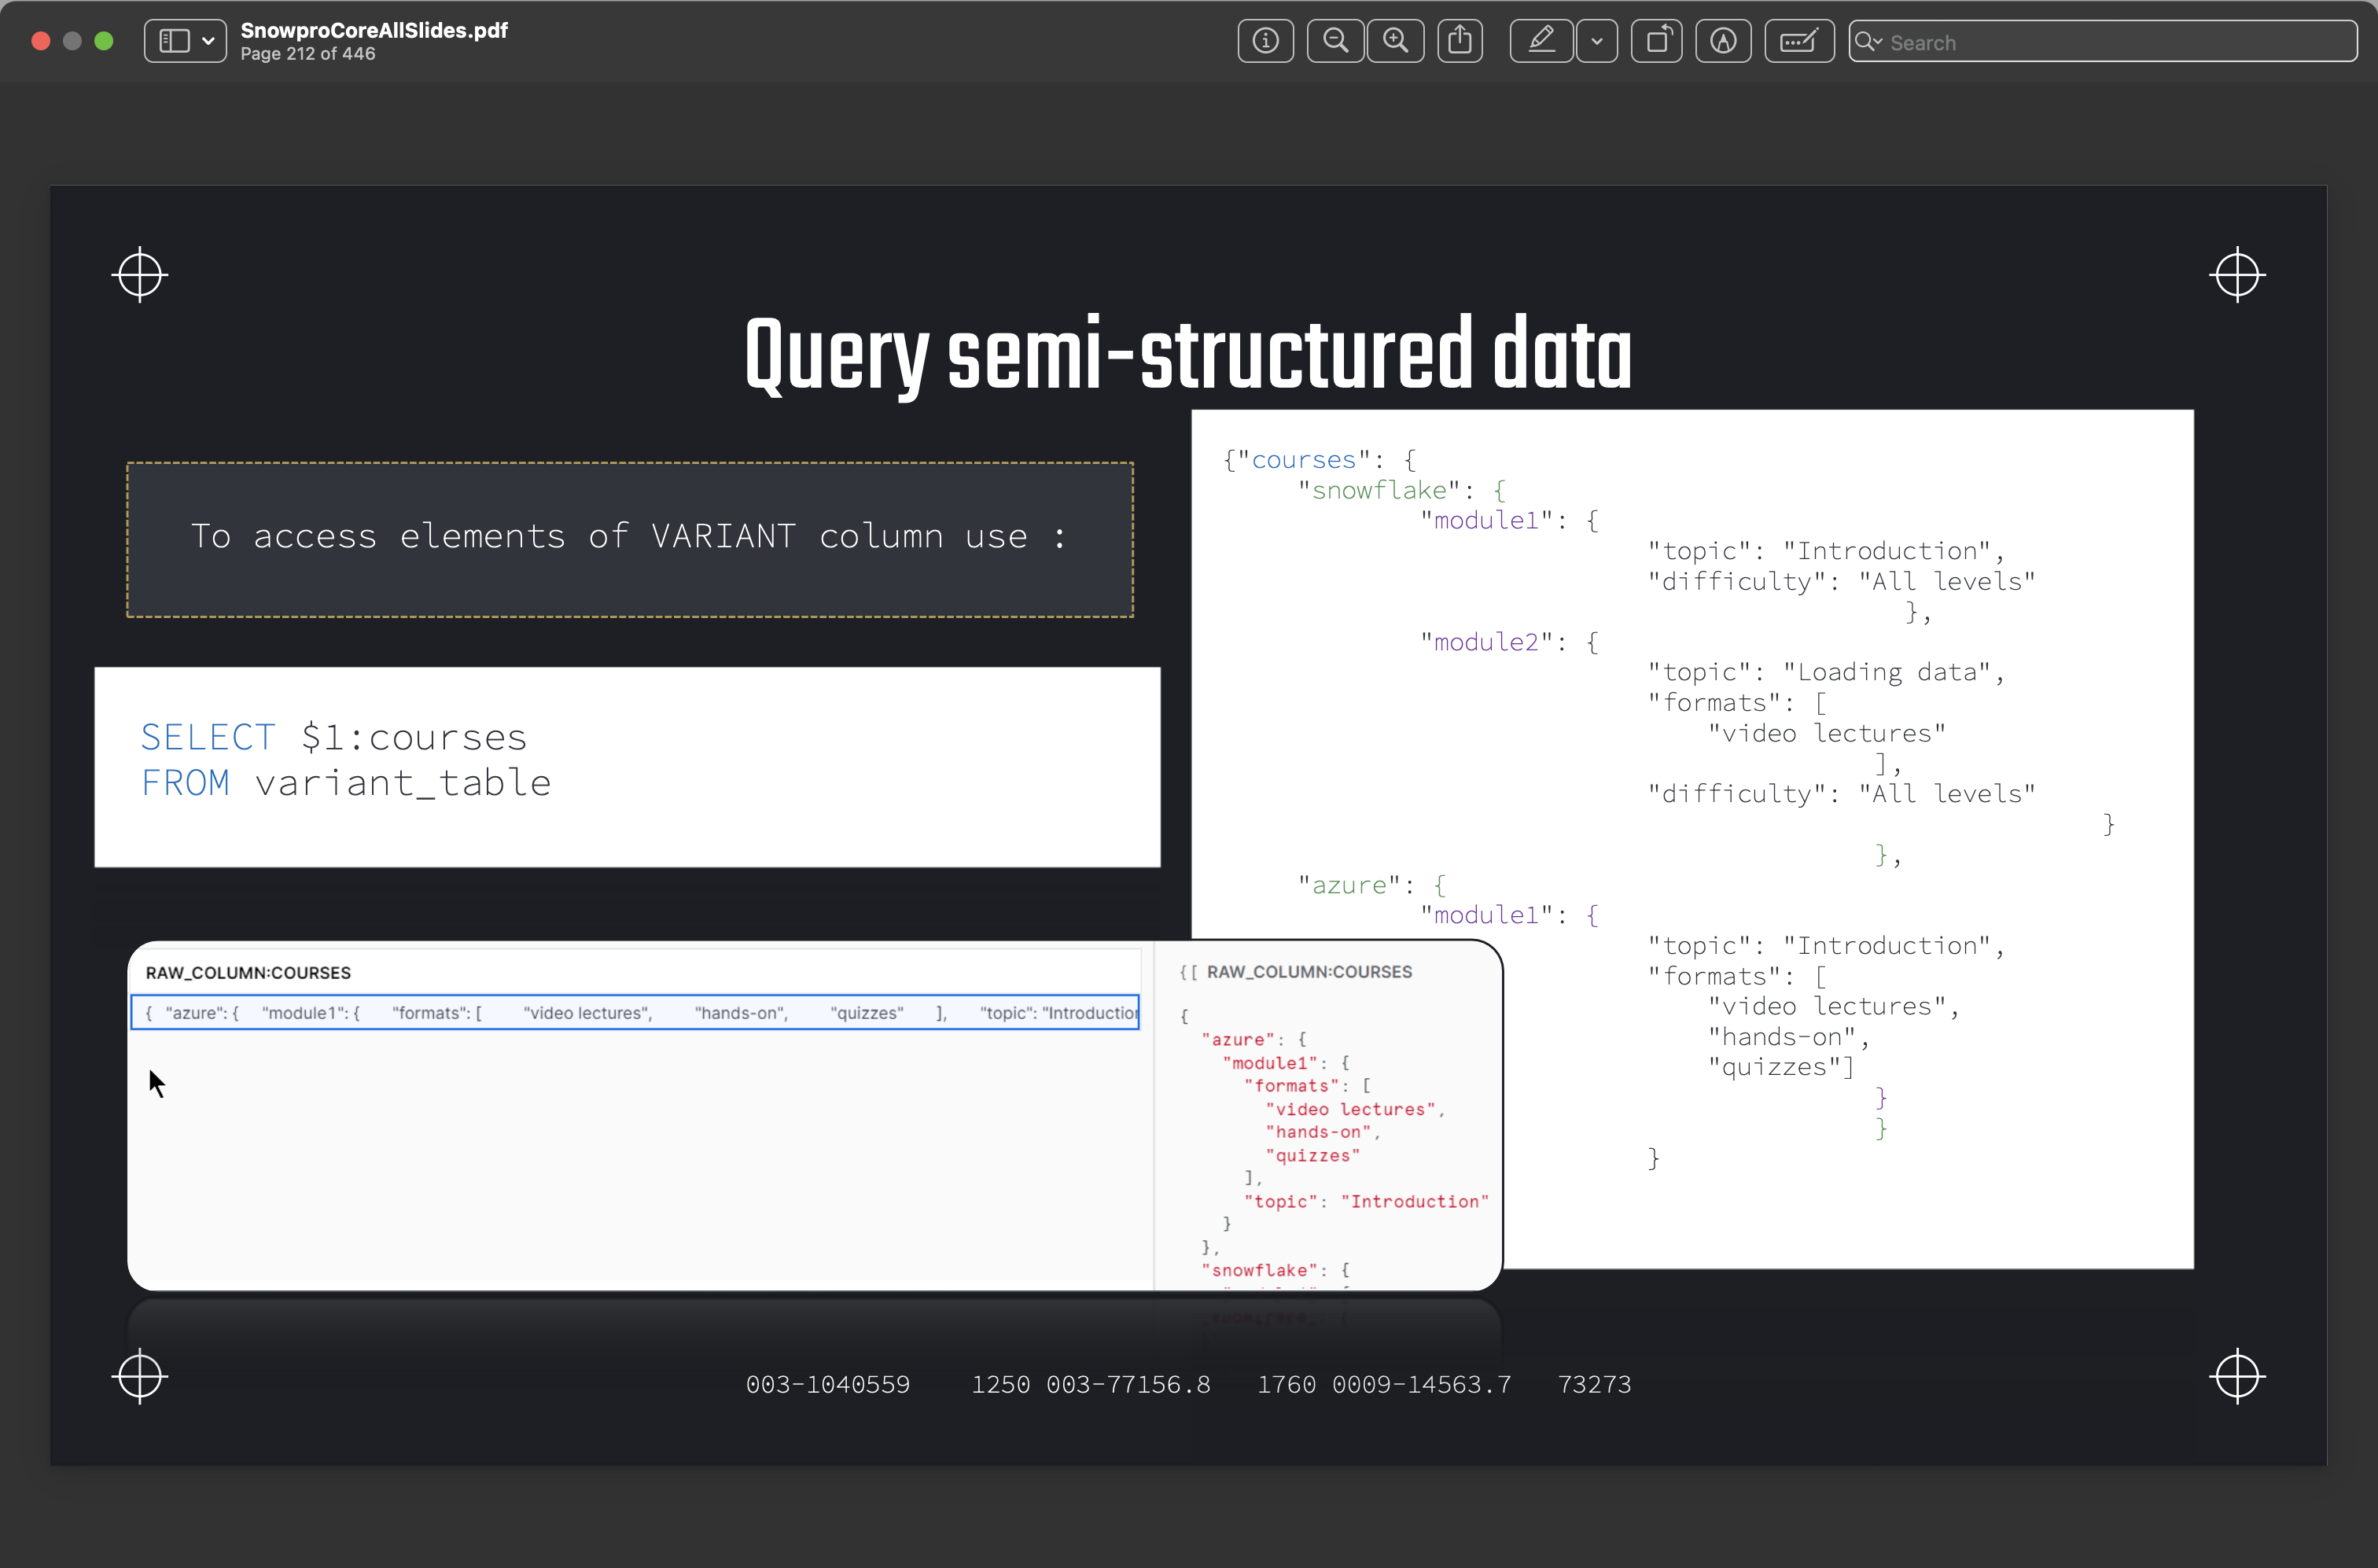 SnowproCoreAllSlides.pdf
Page 212 of 446
Search
Query semi-structured data
To access elements of VARIANT column use :
SELECT $1:courses
FROM variant_table
{"courses": {
"snowflake": {
"module1": {
"topic": "Introduction",
"difficulty": "All levels"
},
"module2": {
"topic": "Loading data",
"formats": [
"video lectures"
],
"difficulty": "All levels"
}
},
"azure": {
"module1": {
"topic": "Introduction",
"formats": [
"video lectures",
"hands-on",
"quizzes"]
}
}
}
RAW_COLUMN:COURSES
{ "azure": { "module1": { "formats": [ "video lectures", "hands-on", "quizzes" ], "topic": "Introduction
{[ RAW_COLUMN:COURSES
{
"azure": {
"module1": {
"formats": [
"video lectures",
"hands-on",
"quizzes"
],
"topic": "Introduction"
}
},
"snowflake": {
003-1040559 1250 003-77156.8 1760 0009-14563.7 73273